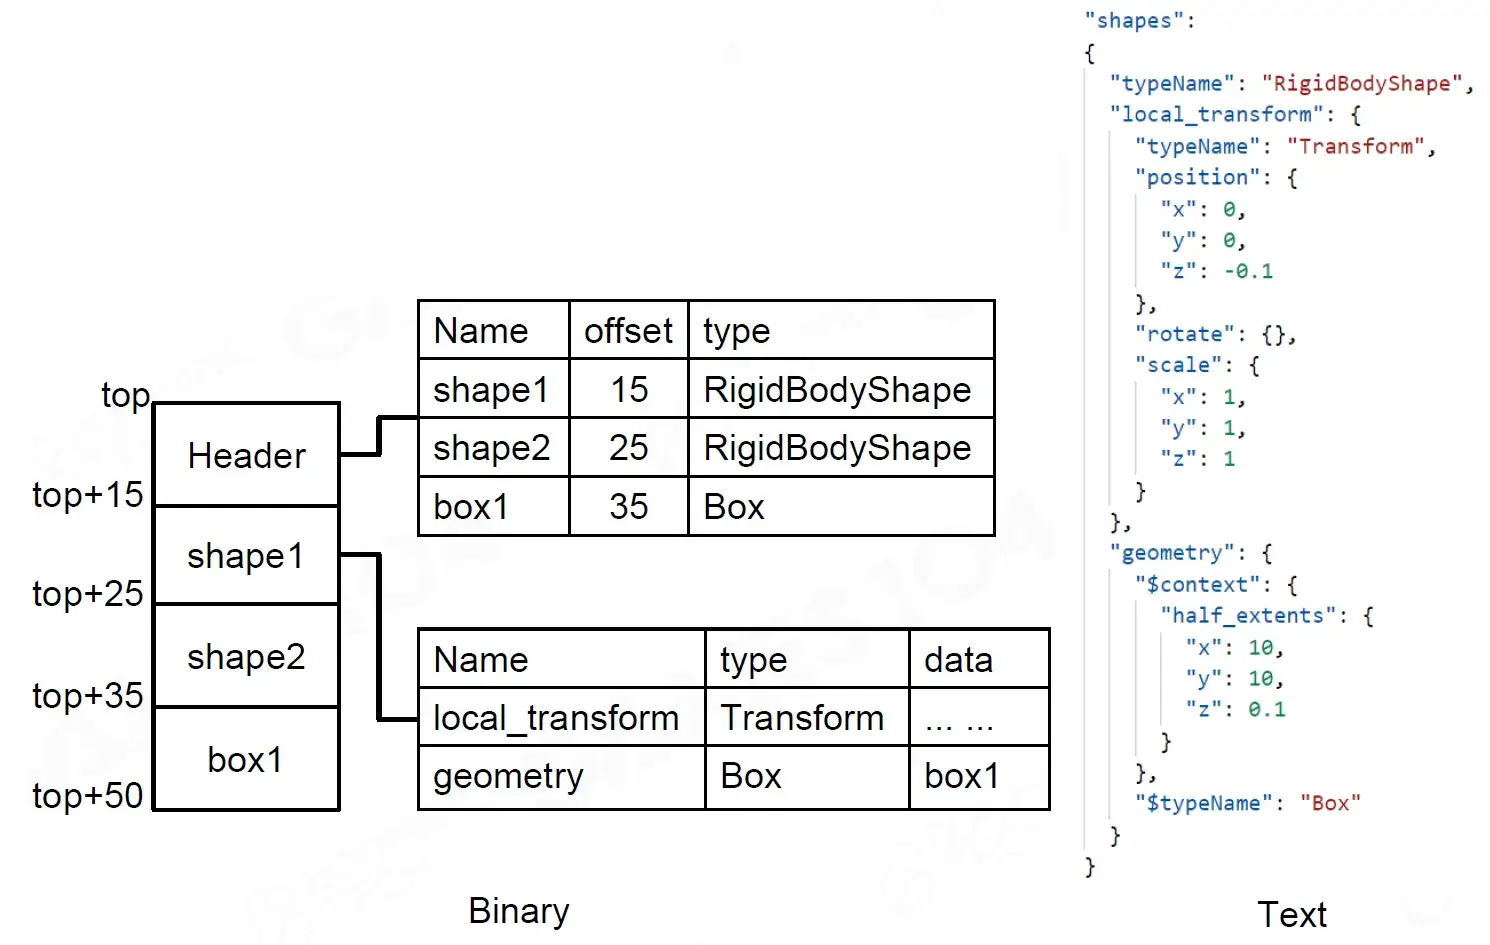 top
Header
top+15
shape1
top+25
shape2
top+35
box1
top+50
Name offset type
shape1 15 RigidBodyShape
shape2 25 RigidBodyShape
box1 35 Box
Name type data
local_transform Transform ... ...
geometry Box box1
Binary
"shapes":
{
"typeName": "RigidBodyShape",
"local_transform": {
"typeName": "Transform",
"position": {
"x": 0,
"y": 0,
"z": -0.1
},
"rotate": {},
"scale": {
"x": 1,
"y": 1,
"z": 1
}
},
"geometry": {
"$context": {
"half_extents": {
"x": 10,
"y": 10,
"z": 0.1
}
},
"$typeName": "Box"
}
}
Text